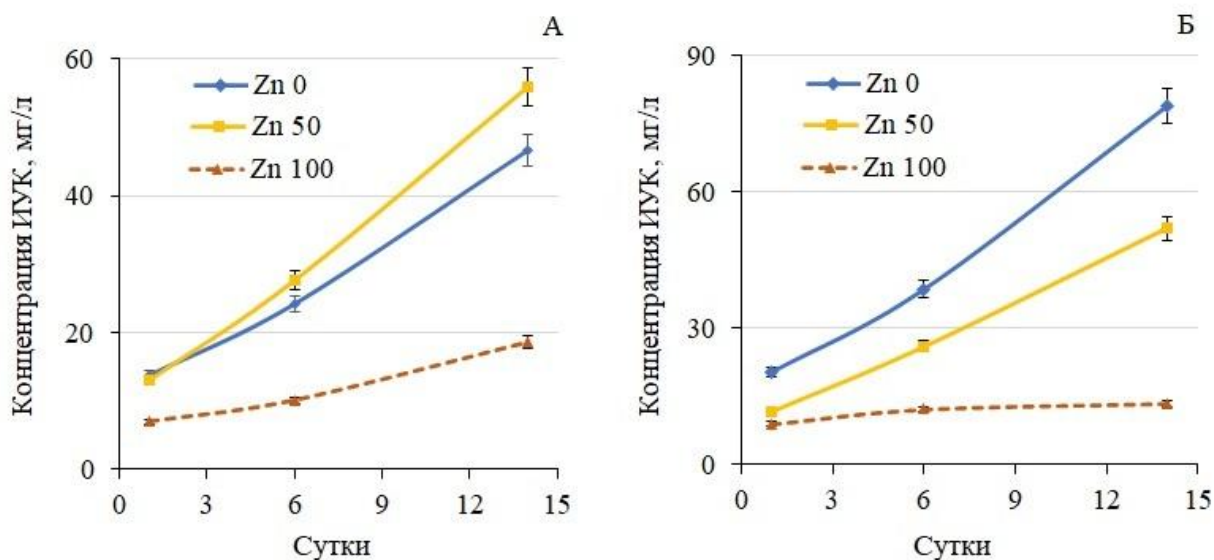 А
Концентрация ИУК, мг/л
60
40
20
0
Zn 0
Zn 50
Zn 100
0 3 6 9 12 15
Сутки
Б
Концентрация ИУК, мг/л
90
60
30
0
Zn 0
Zn 50
Zn 100
0 3 6 9 12 15
Сутки